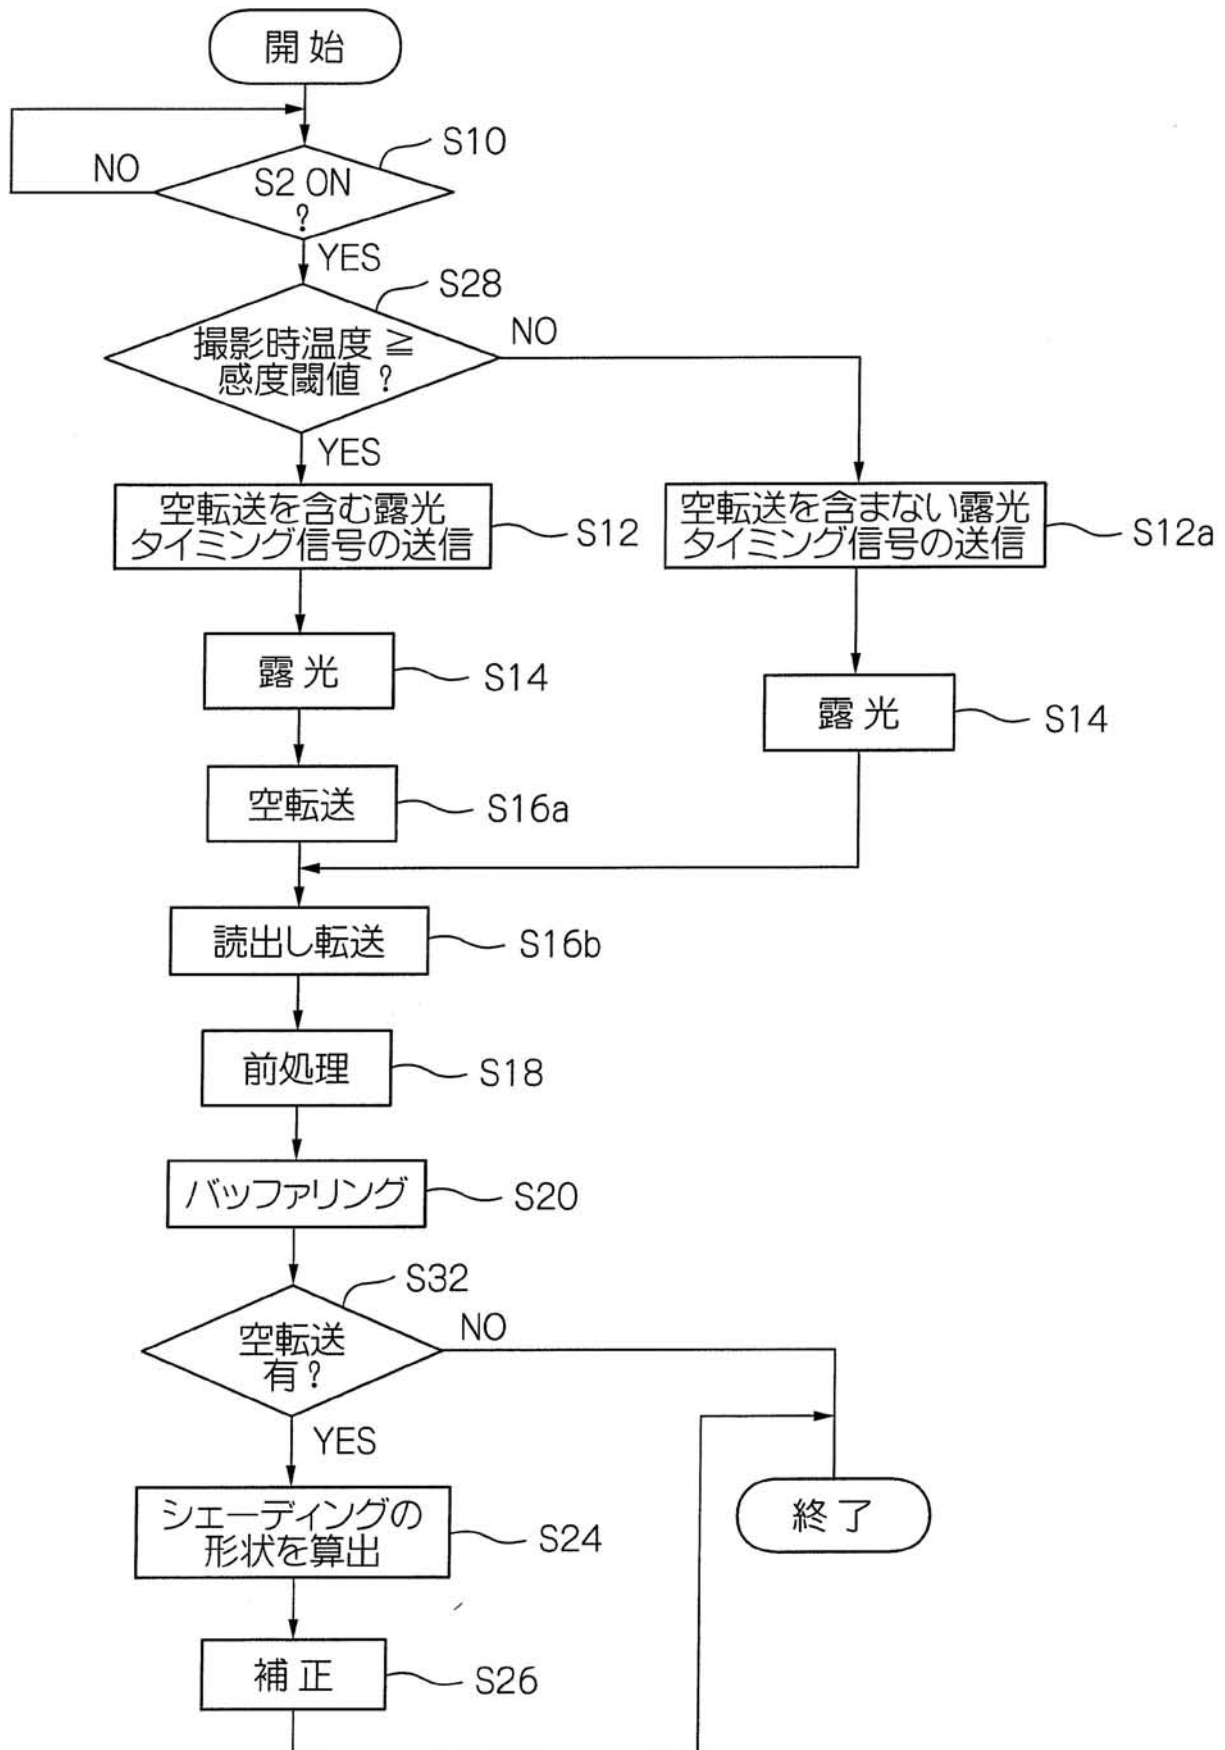 開始
S10
NO
S2 ON
?
YES
S28
NO
撮影時温度 ≧
感度閾値 ?
YES
空転送を含む露光
タイミング信号の送信
S12
空転送を含まない露光
タイミング信号の送信
S12a
露光
S14
露光
S14
空転送
S16a
読出し転送
S16b
前処理
S18
バッファリング
S20
S32
NO
空転送
有?
YES
シェーディングの
形状を算出
S24
終了
補正
S26